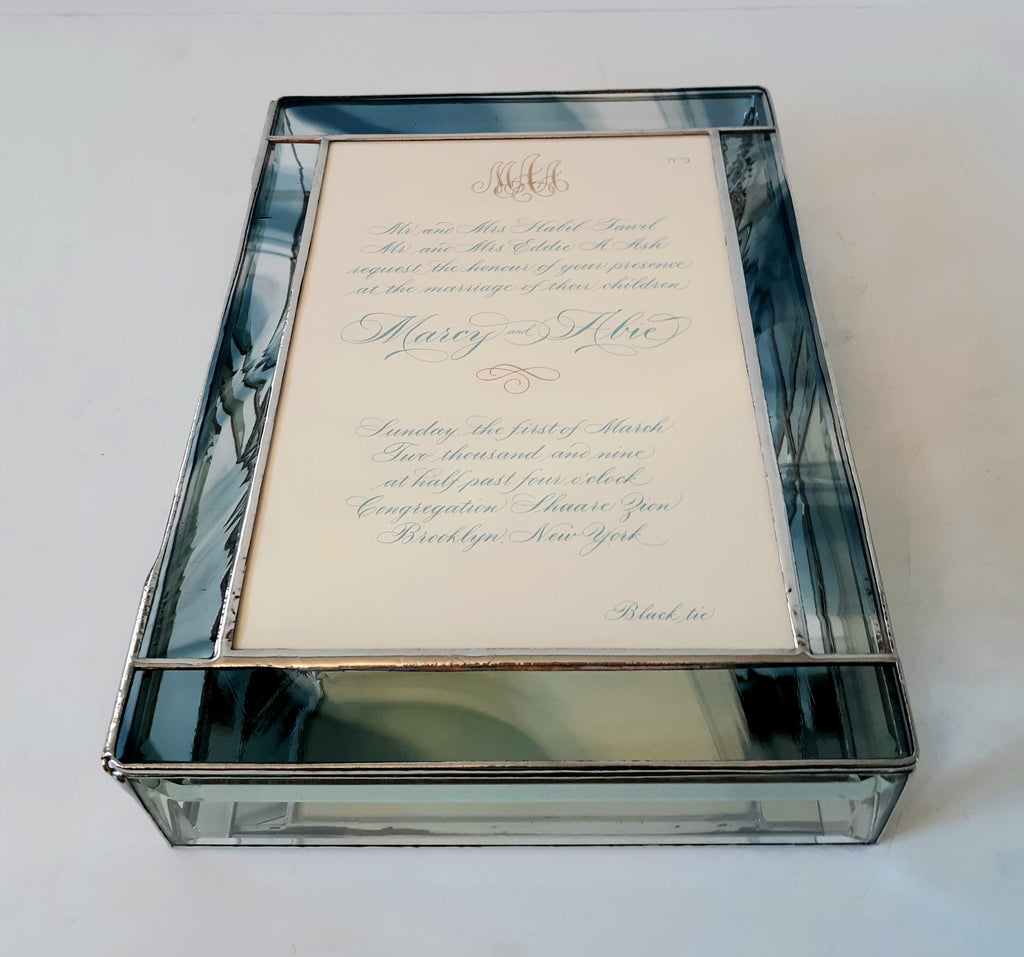 MAA
ב״ה
Mr. and Mrs Habib Tawil
Mr. and Mrs Eddie A Ash
request the honour of your presence
at the marriage of their children
Marcy and Abie
Sunday, the first of March
Two thousand and nine
at half past four o'clock
Congregation Shaare Zion
Brooklyn, New York
Black tie